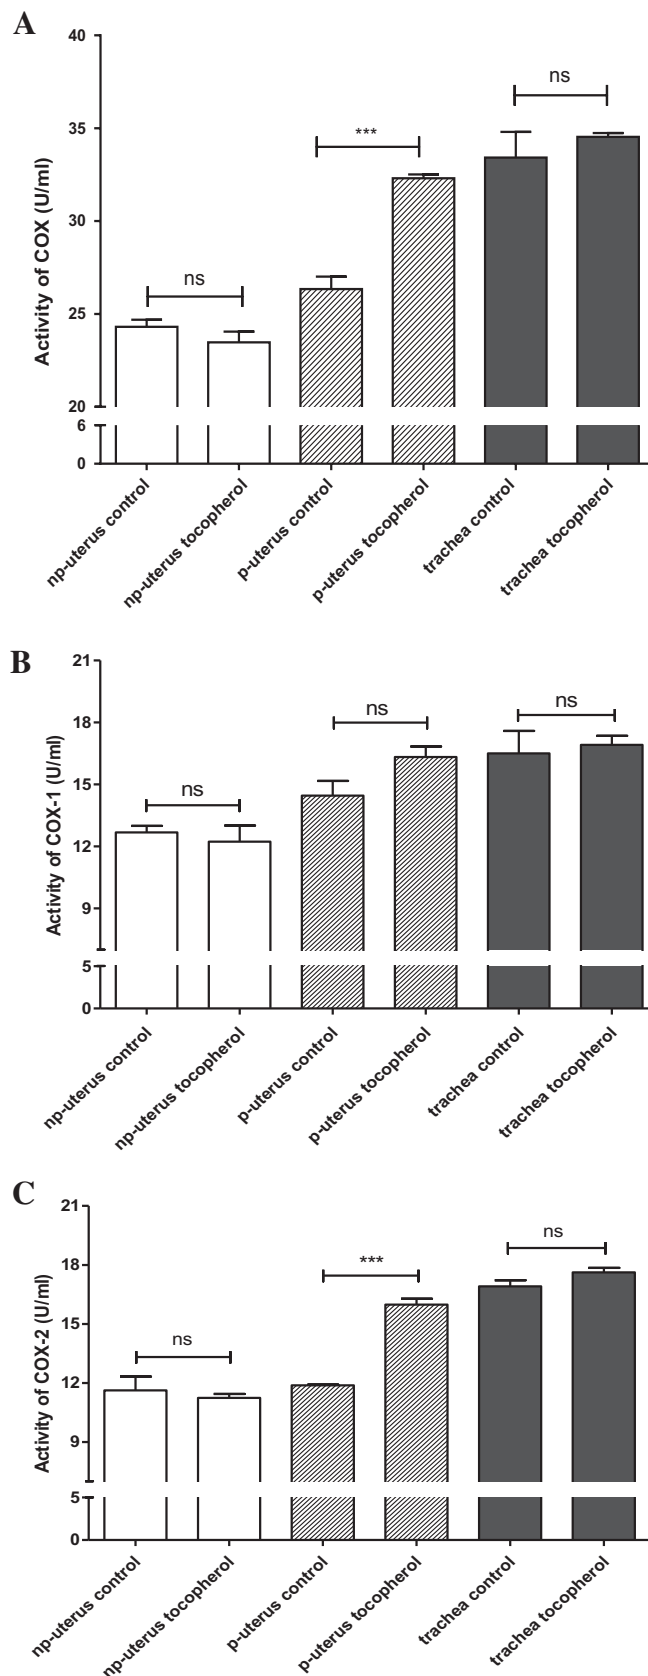 A
Activity of COX (U/ml)
40
35
30
25
20
6
0
ns
***
ns
np-uterus control
np-uterus tocopherol
p-uterus control
p-uterus tocopherol
trachea control
trachea tocopherol
B
Activity of COX-1 (U/ml)
21
18
15
12
9
5
0
ns
ns
ns
np-uterus control
np-uterus tocopherol
p-uterus control
p-uterus tocopherol
trachea control
trachea tocopherol
C
Activity of COX-2 (U/ml)
21
18
15
12
9
5
0
ns
***
ns
np-uterus control
np-uterus tocopherol
p-uterus control
p-uterus tocopherol
trachea control
trachea tocopherol